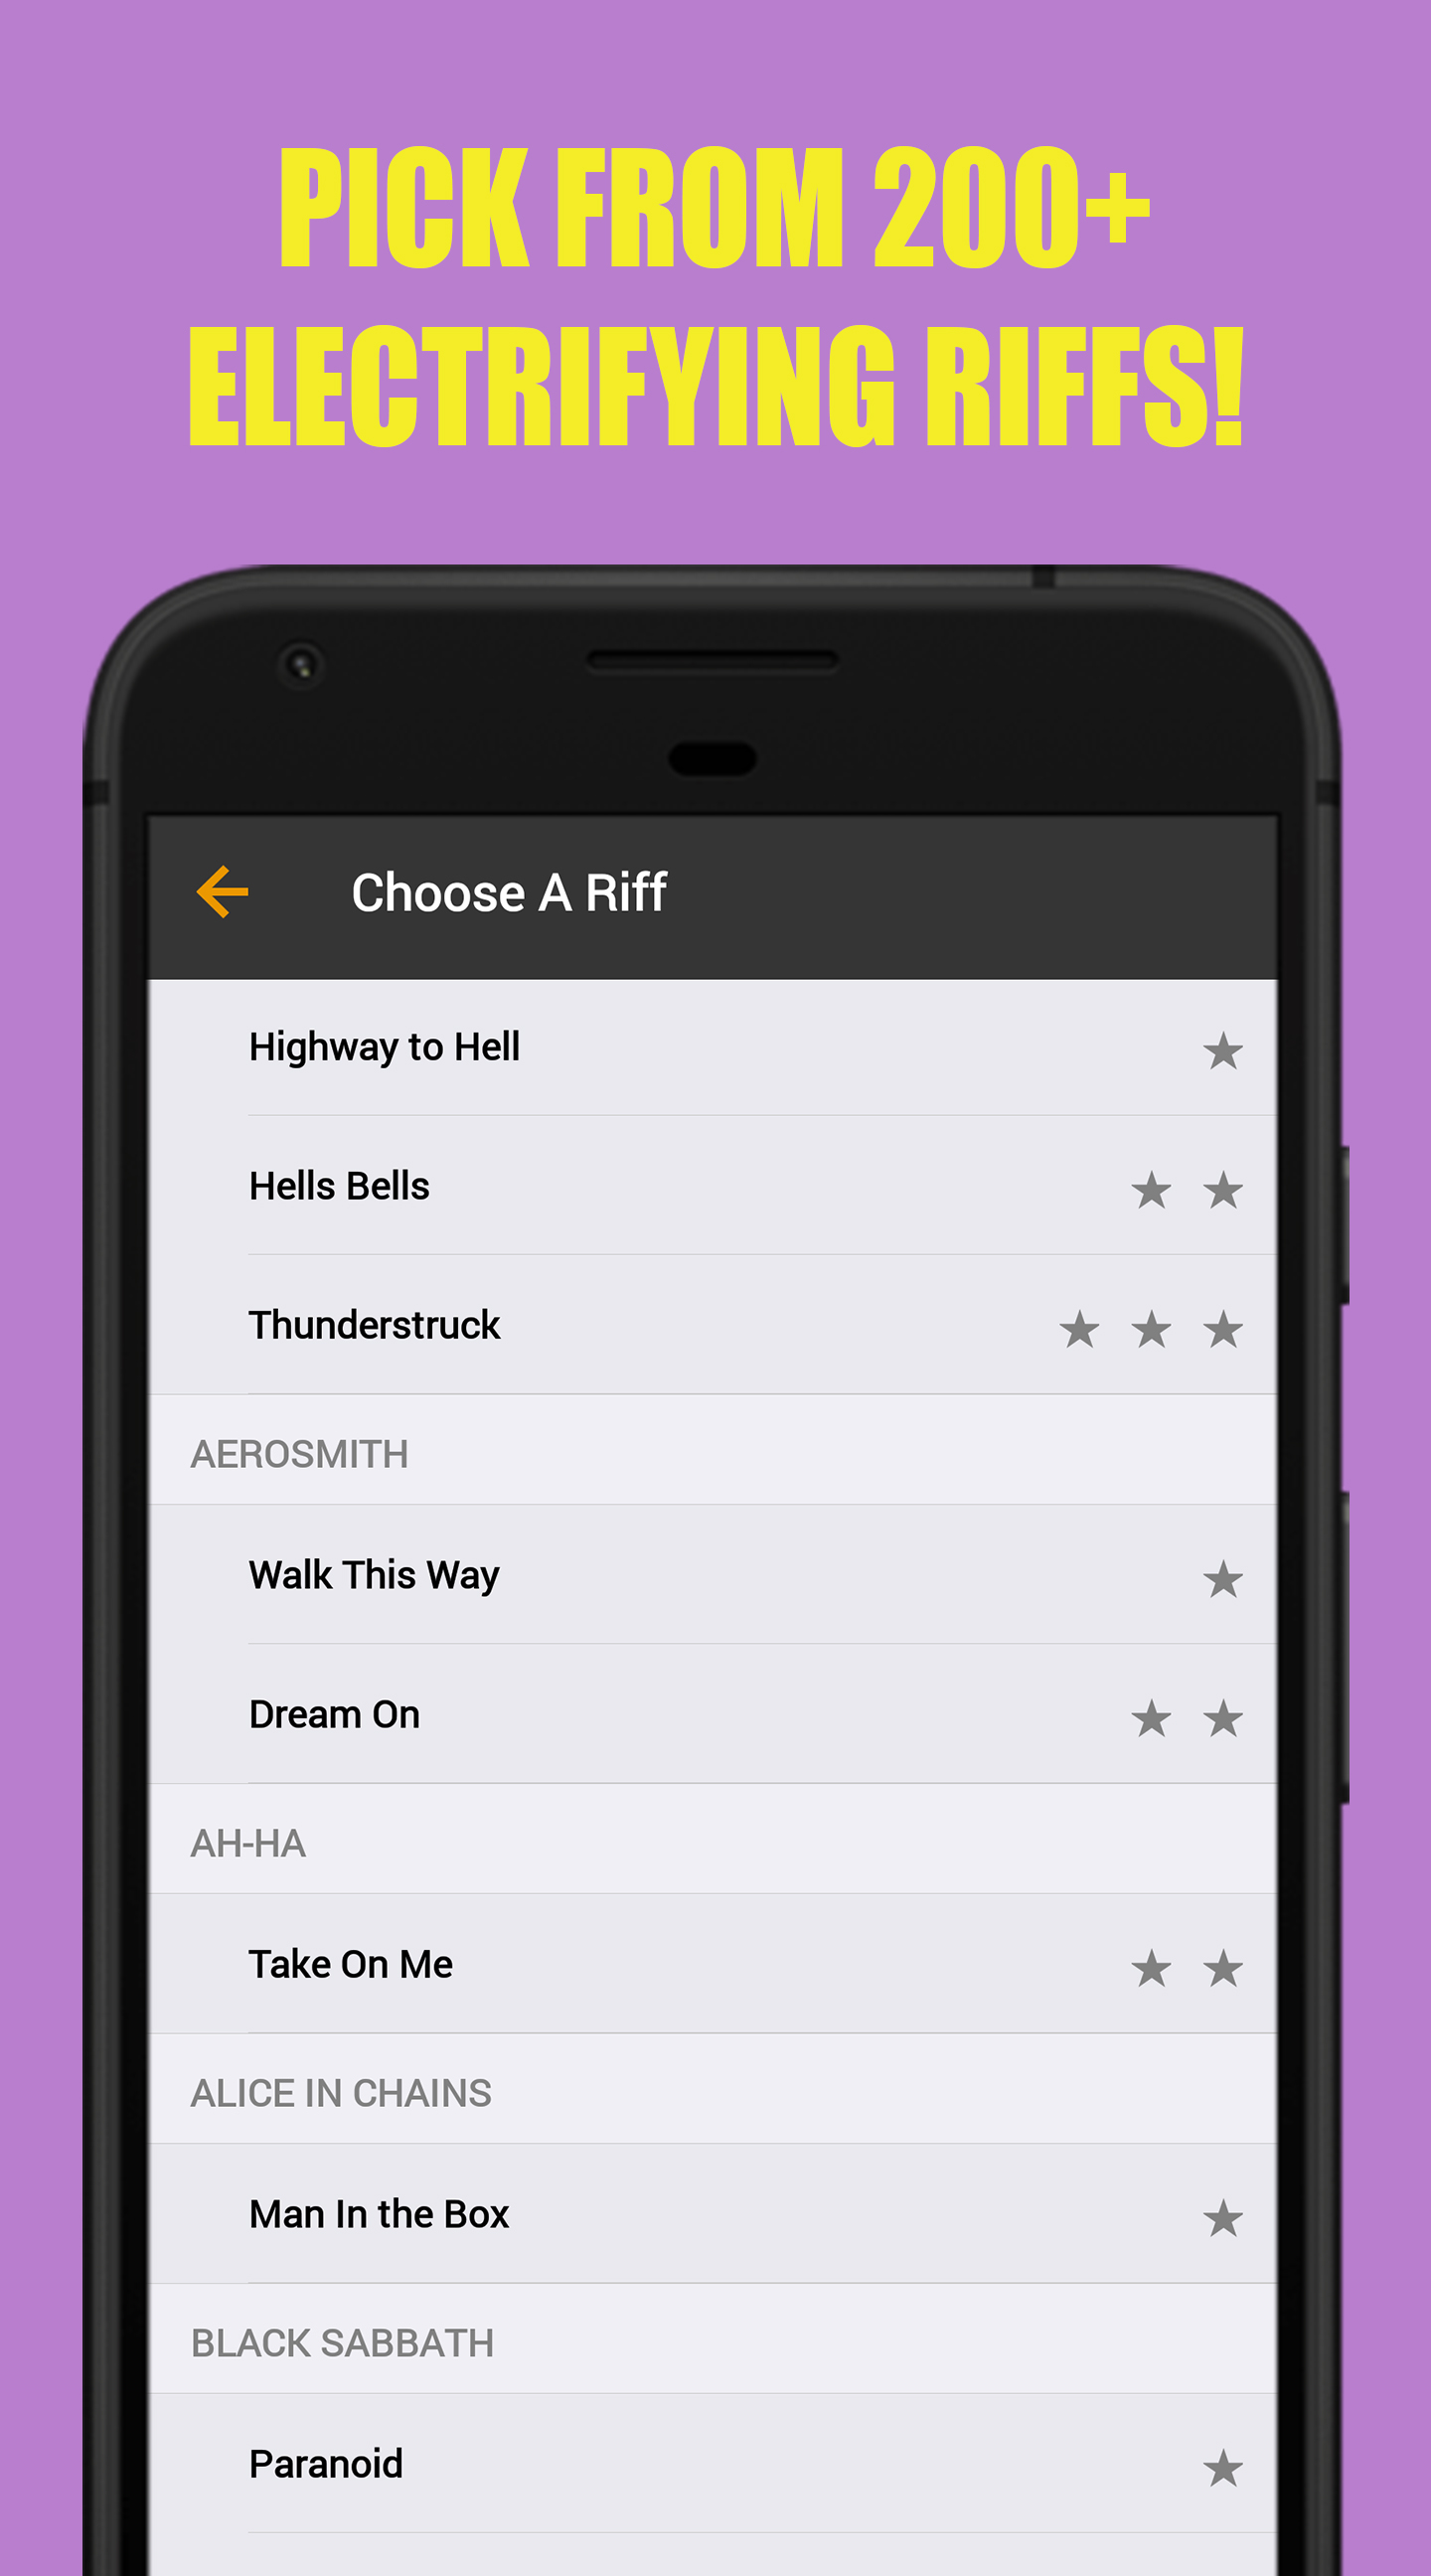 PICK FROM 200+
ELECTRIFYING RIFFS!
Choose A Riff
Highway to Hell
Hells Bells
Thunderstruck
AEROSMITH
Walk This Way
Dream On
AH-HA
Take On Me
ALICE IN CHAINS
Man In the Box
BLACK SABBATH
Paranoid